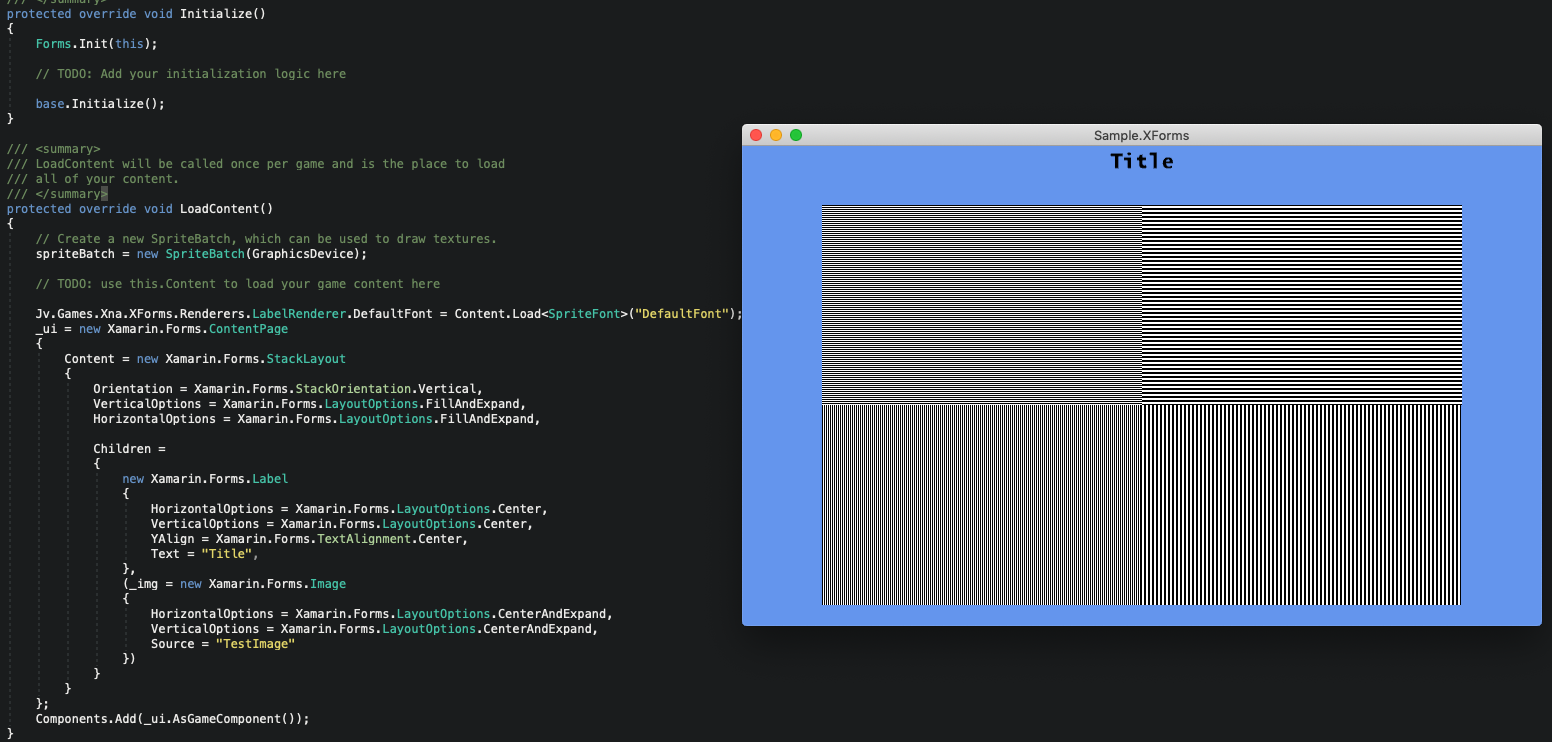 /// </summary>
protected override void Initialize()
{
    Forms.Init(this);
    // TODO: Add your initialization logic here
    base.Initialize();
}
/// <summary>
/// LoadContent will be called once per game and is the place to load
/// all of your content.
/// </summary>
protected override void LoadContent()
{
    // Create a new SpriteBatch, which can be used to draw textures.
    spriteBatch = new SpriteBatch(GraphicsDevice);
    // TODO: use this.Content to load your game content here
    Jv.Games.Xna.XForms.Renderers.LabelRenderer.DefaultFont = Content.Load<SpriteFont>("DefaultFont");
    _ui = new Xamarin.Forms.ContentPage
    {
        Content = new Xamarin.Forms.StackLayout
        {
            Orientation = Xamarin.Forms.StackOrientation.Vertical,
            VerticalOptions = Xamarin.Forms.LayoutOptions.FillAndExpand,
            HorizontalOptions = Xamarin.Forms.LayoutOptions.FillAndExpand,
            Children =
            {
                new Xamarin.Forms.Label
                {
                    HorizontalOptions = Xamarin.Forms.LayoutOptions.Center,
                    VerticalOptions = Xamarin.Forms.LayoutOptions.Center,
                    YAlign = Xamarin.Forms.TextAlignment.Center,
                    Text = "Title",
                },
                (_img = new Xamarin.Forms.Image
                {
                    HorizontalOptions = Xamarin.Forms.LayoutOptions.CenterAndExpand,
                    VerticalOptions = Xamarin.Forms.LayoutOptions.CenterAndExpand,
                    Source = "TestImage"
                })
            }
        }
    };
    Components.Add(_ui.AsGameComponent());
}
Sample.XForms
Title